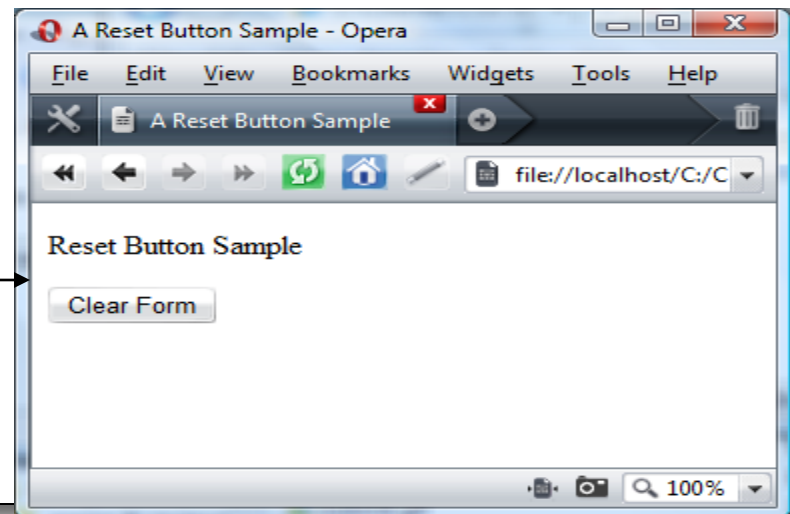 A Reset Button Sample - Opera
File Edit View Bookmarks Widgets Tools Help
A Reset Button Sample
file://localhost/C:/C
Reset Button Sample
Clear Form
100%